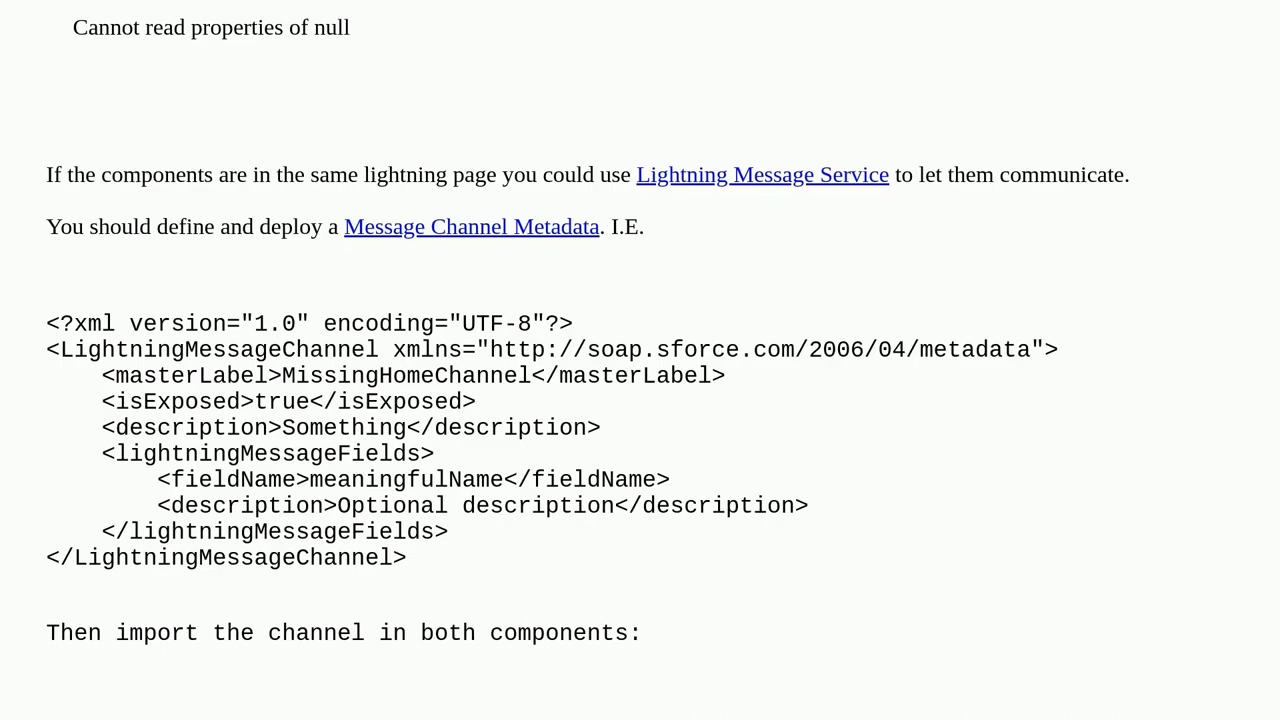 Cannot read properties of null
If the components are in the same lightning page you could use Lightning Message Service to let them communicate.
You should define and deploy a Message Channel Metadata. I.E.
<?xml version="1.0" encoding="UTF-8"?>
<LightningMessageChannel xmlns="http://soap.sforce.com/2006/04/metadata">
    <masterLabel>MissingHomeChannel</masterLabel>
    <isExposed>true</isExposed>
    <description>Something</description>
    <lightningMessageFields>
        <fieldName>meaningfulName</fieldName>
        <description>Optional description</description>
    </lightningMessageFields>
</LightningMessageChannel>
Then import the channel in both components: